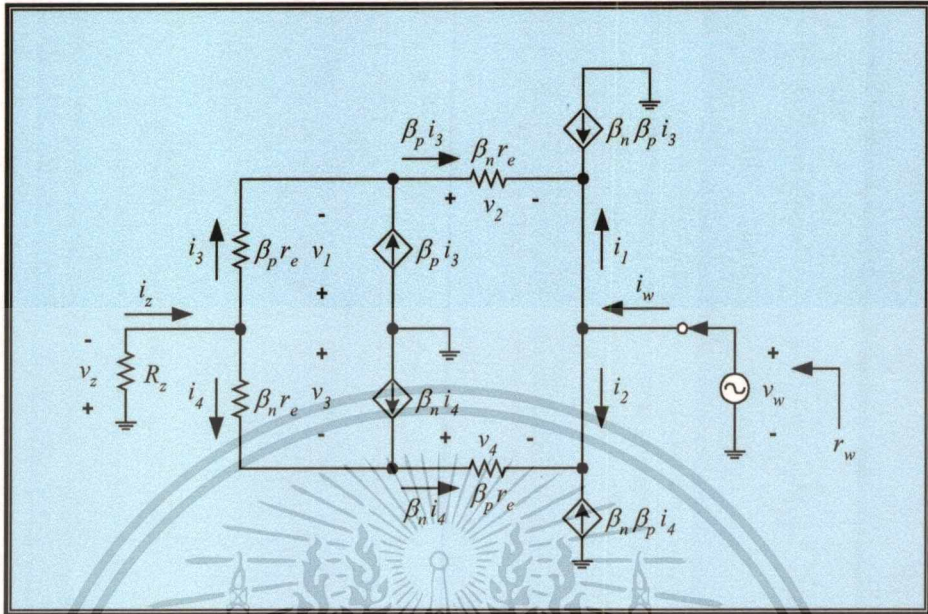 β_n β_p i_3
β_p i_3
β_n r_e
+ v_2 -
-
i_3
β_p r_e
v_1
β_p i_3
i_1
+
i_z
i_w
-
v_z
R_z
+
i_4
β_n r_e
+
v_3
-
β_n i_4
i_2
+
v_w
-
r_w
+ v_4 -
β_n i_4
β_p r_e
β_n β_p i_4